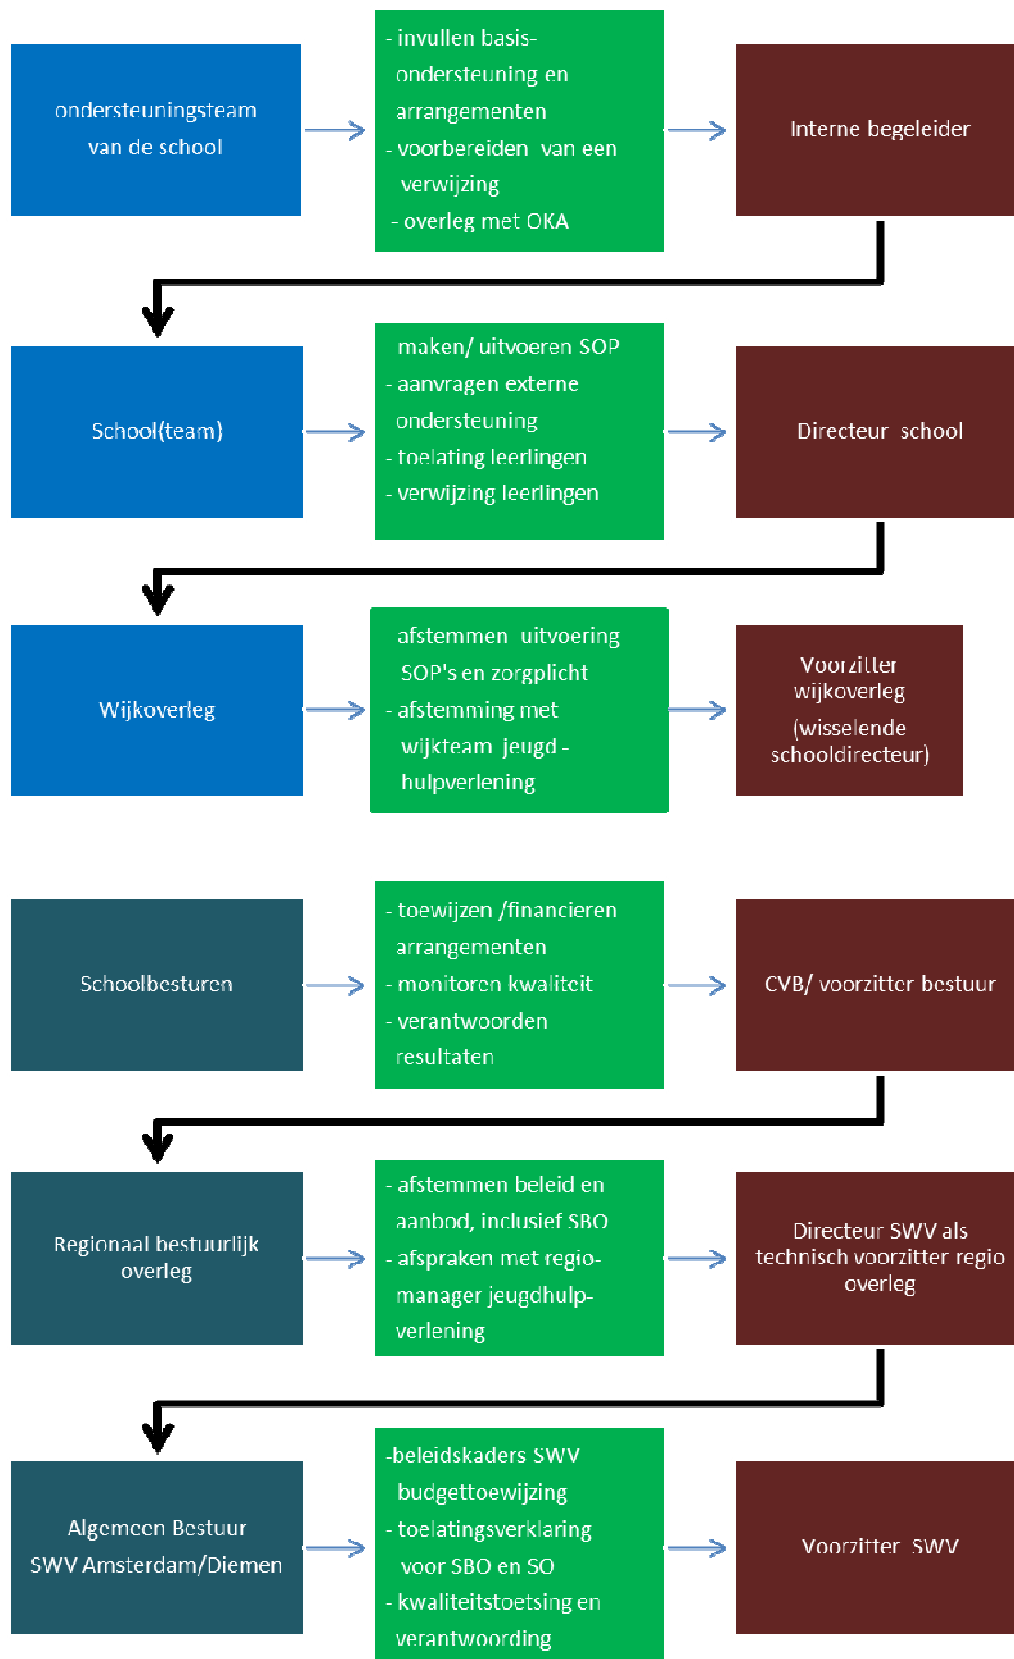 ondersteuningsteam
van de school
- invullen basis-
ondersteuning en
arrangementen
- voorbereiden van een
verwijzing
- overleg met OKA
Interne begeleider
School(team)
maken/ uitvoeren SOP
- aanvragen externe
ondersteuning
- toelating leerlingen
- verwijzing leerlingen
Directeur school
Wijkoverleg
afstemmen uitvoering
SOP's en zorgplicht
- afstemming met
wijkteam jeugd -
hulpverlening
Voorzitter
wijkoverleg
(wisselende
schooldirecteur)
Schoolbesturen
- toewijzen /financieren
arrangementen
- monitoren kwaliteit
- verantwoorden
resultaten
CVB/ voorzitter bestuur
Regionaal bestuurlijk
overleg
- afstemmen beleid en
aanbod, inclusief SBO
- afspraken met regio-
manager jeugdhulp-
verlening
Directeur SWV als
technisch voorzitter regio
overleg
Algemeen Bestuur
SWV Amsterdam/Diemen
-beleidskaders SWV
budgettoewijzing
- toelatingsverklaring
voor SBO en SO
- kwaliteitstoetsing en
verantwoording
Voorzitter SWV